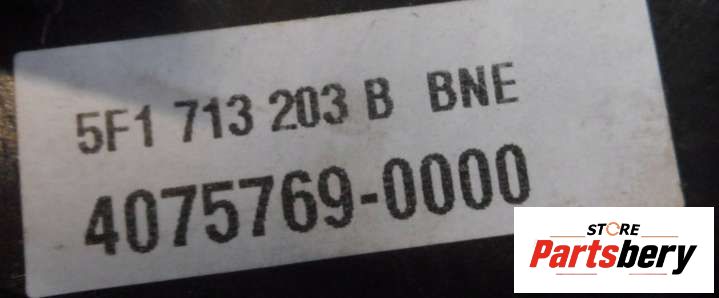 5F1 713 203 B BNE
4075769-0000
STORE
Partsbery